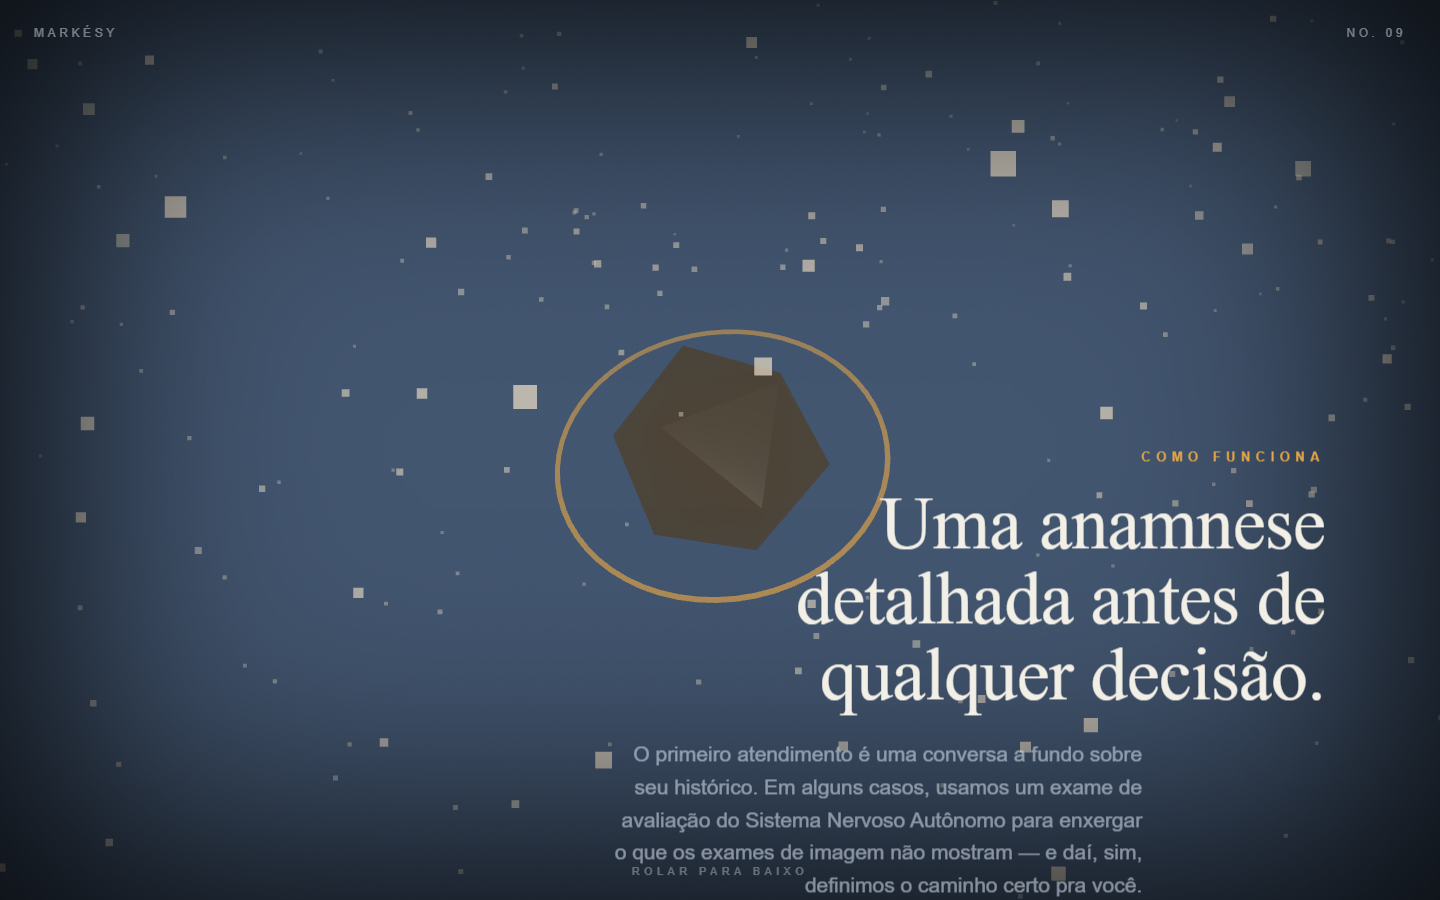 MARKÉSY
NO. 09
COMO FUNCIONA
Uma anamnese
detalhada antes de
qualquer decisão.
O primeiro atendimento é uma conversa a fundo sobre
seu histórico. Em alguns casos, usamos um exame de
avaliação do Sistema Nervoso Autônomo para enxergar
o que os exames de imagem não mostram — e daí, sim,
ROLAR PARA BAIXO
definimos o caminho certo pra você.